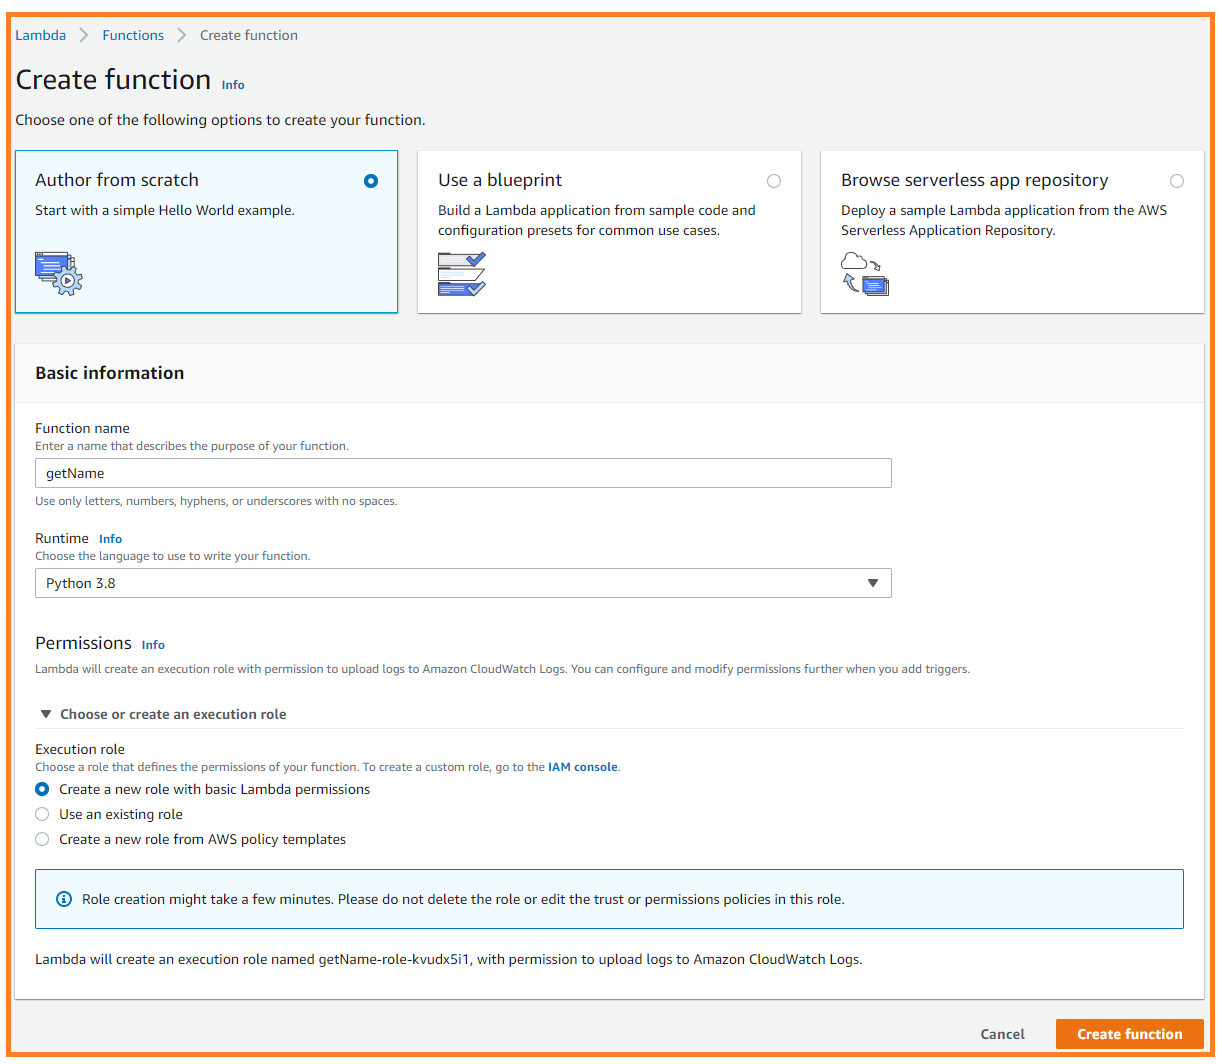 Lambda > Functions > Create function
Create function Info
Choose one of the following options to create your function.
Author from scratch
Start with a simple Hello World example.
Use a blueprint
Build a Lambda application from sample code and
configuration presets for common use cases.
Browse serverless app repository
Deploy a sample Lambda application from the AWS
Serverless Application Repository.
Basic information
Function name
Enter a name that describes the purpose of your function.
getName
Use only letters, numbers, hyphens, or underscores with no spaces.
Runtime Info
Choose the language to use to write your function.
Python 3.8
Permissions Info
Lambda will create an execution role with permission to upload logs to Amazon CloudWatch Logs. You can configure and modify permissions further when you add triggers.
Choose or create an execution role
Execution role
Choose a role that defines the permissions of your function. To create a custom role, go to the IAM console.
Create a new role with basic Lambda permissions
Use an existing role
Create a new role from AWS policy templates
Role creation might take a few minutes. Please do not delete the role or edit the trust or permissions policies in this role.
Lambda will create an execution role named getName-role-kvudx5i1, with permission to upload logs to Amazon CloudWatch Logs.
Cancel
Create function